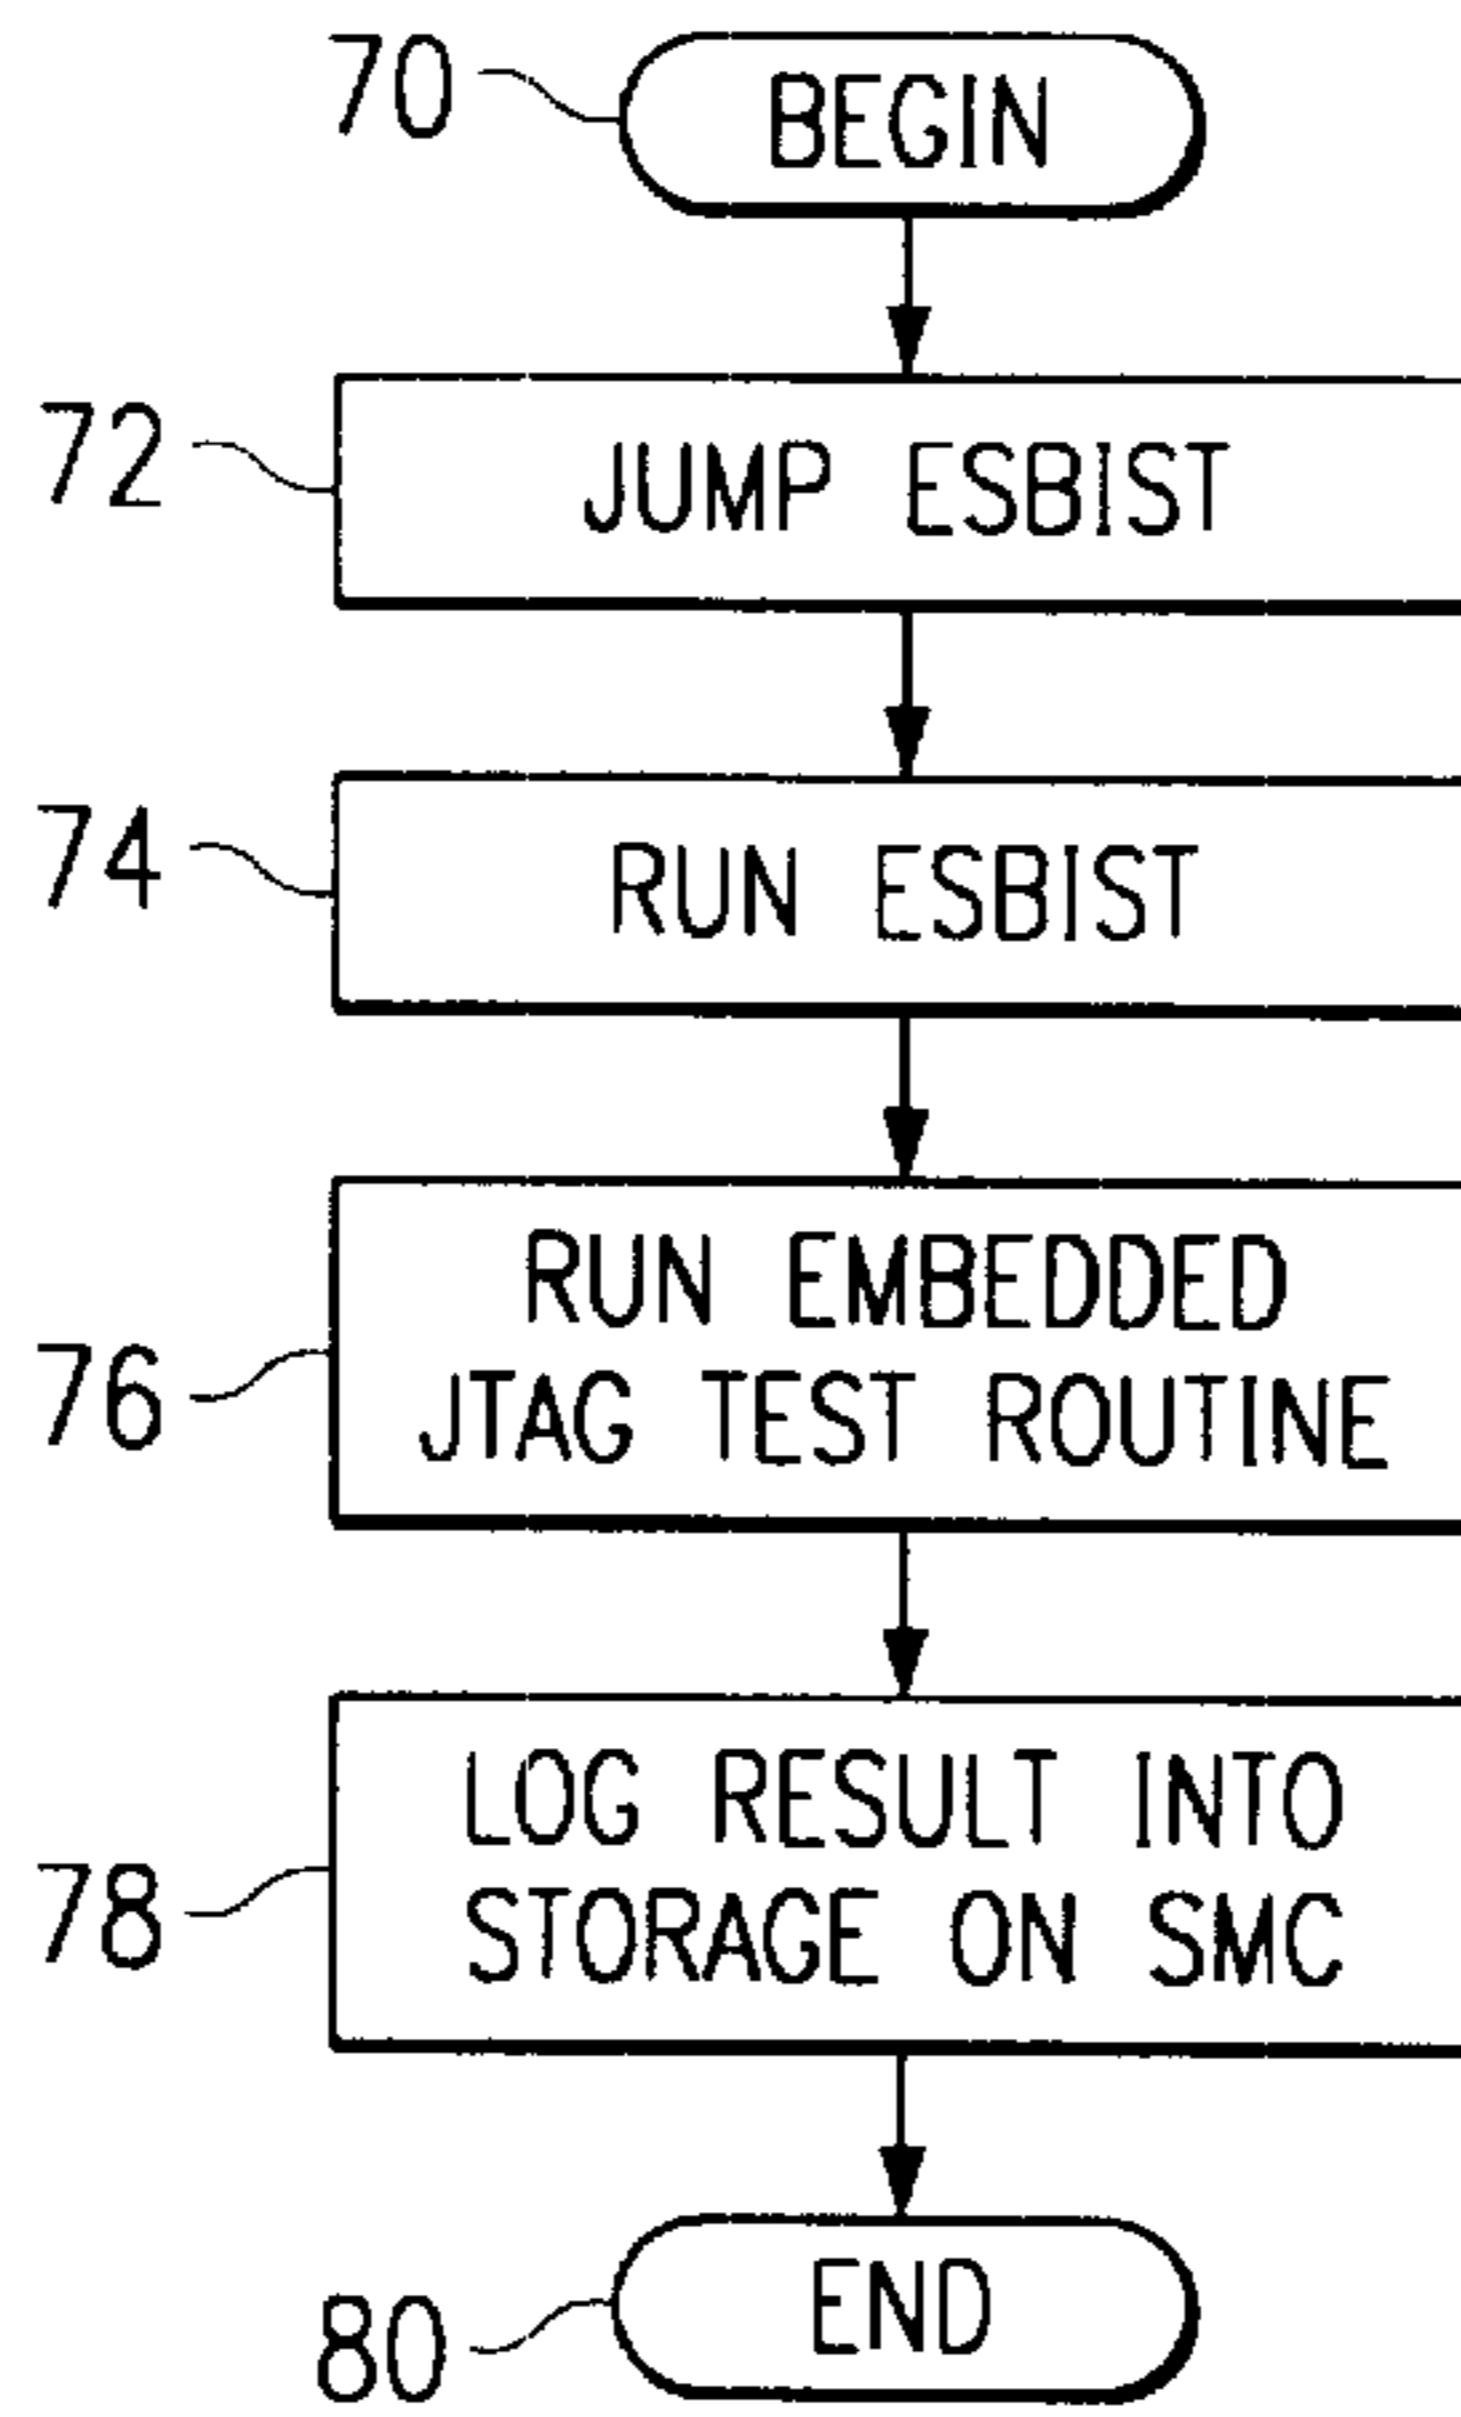 70
BEGIN
72
JUMP ESBIST
74
RUN ESBIST
76
RUN EMBEDDED
JTAG TEST ROUTINE
78
LOG RESULT INTO
STORAGE ON SMC
80
END